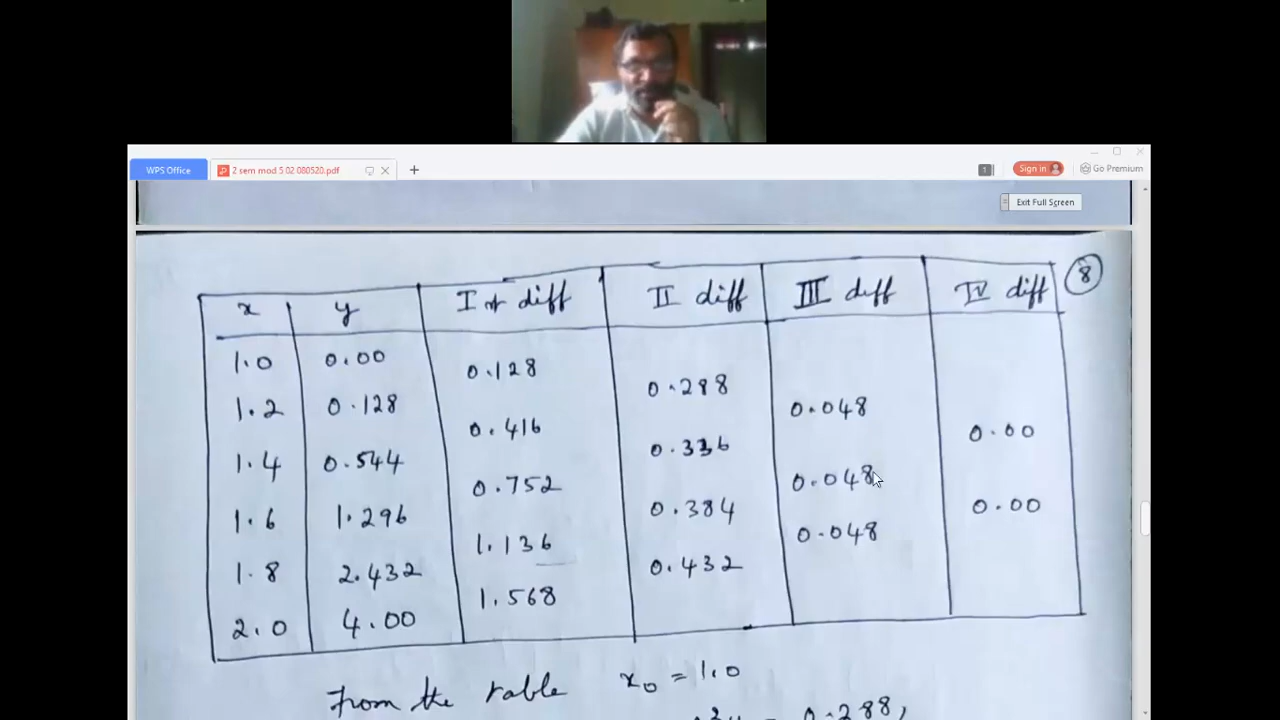 WPS Office 2 sem mod 5 02 080520.pdf 1 Sign in Go Premium
Exit Full Screen
8
x y I st diff II diff III diff IV diff
1.0 0.00
0.128
1.2 0.128 0.288
0.416 0.048
1.4 0.544 0.336 0.00
0.752 0.048
1.6 1.296 0.384 0.00
1.136 0.048
1.8 2.432 0.432
1.568
2.0 4.00
From the table x0 = 1.0
= 0.288,